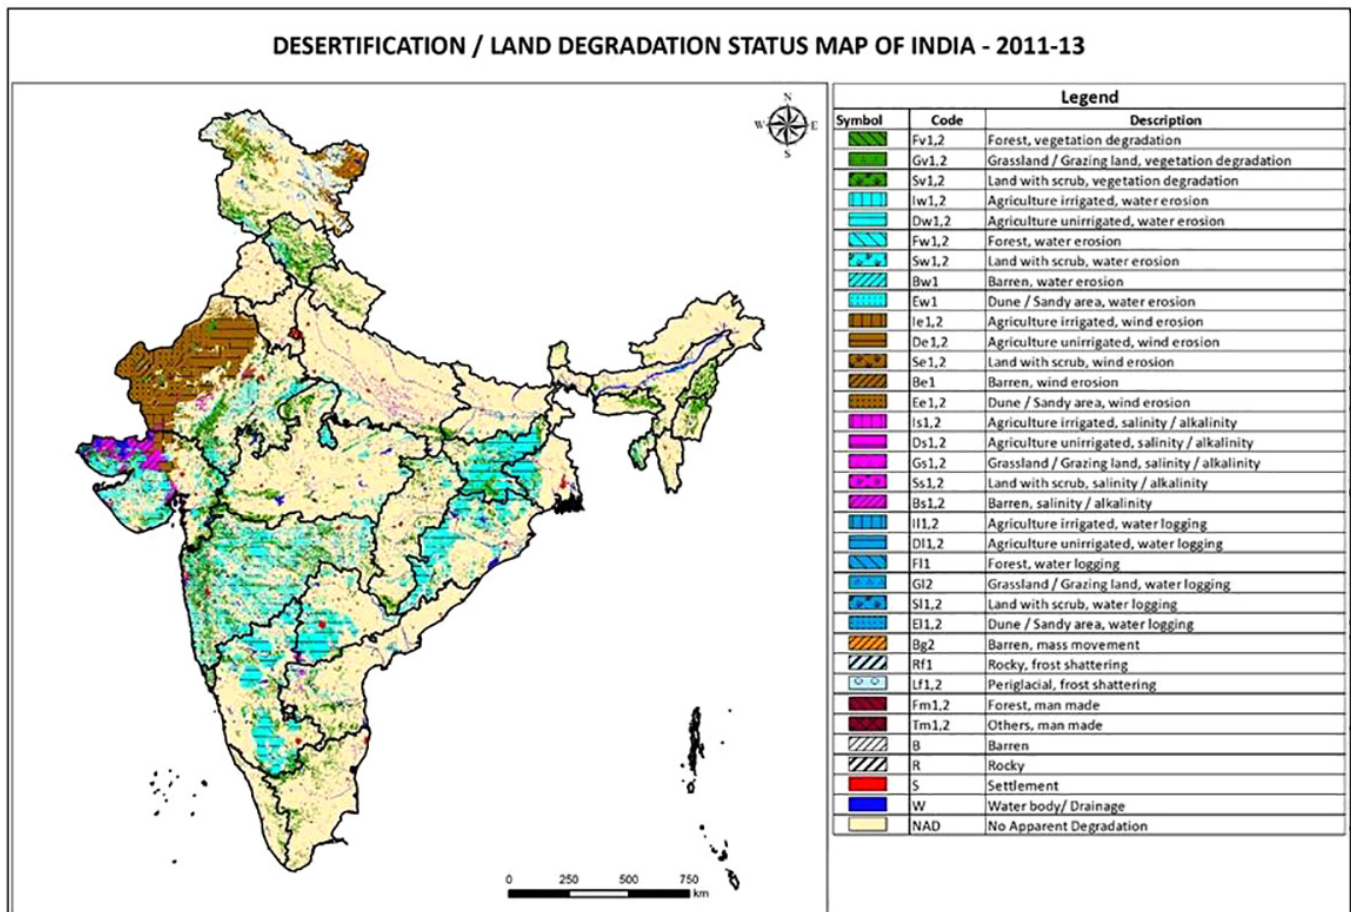 DESERTIFICATION / LAND DEGRADATION STATUS MAP OF INDIA - 2011-13
N
W E
S
Legend
Symbol Code Description
Fv1,2 Forest, vegetation degradation
Gv1,2 Grassland / Grazing land, vegetation degradation
Sv1,2 Land with scrub, vegetation degradation
Iw1,2 Agriculture irrigated, water erosion
Dw1,2 Agriculture unirrigated, water erosion
Fw1,2 Forest, water erosion
Sw1,2 Land with scrub, water erosion
Bw1 Barren, water erosion
Ew1 Dune / Sandy area, water erosion
Ie1,2 Agriculture irrigated, wind erosion
De1,2 Agriculture unirrigated, wind erosion
Se1,2 Land with scrub, wind erosion
Be1 Barren, wind erosion
Ee1,2 Dune / Sandy area, wind erosion
Is1,2 Agriculture irrigated, salinity / alkalinity
Ds1,2 Agriculture unirrigated, salinity / alkalinity
Gs1,2 Grassland / Grazing land, salinity / alkalinity
Ss1,2 Land with scrub, salinity / alkalinity
Bs1,2 Barren, salinity / alkalinity
Il1,2 Agriculture irrigated, water logging
Dl1,2 Agriculture unirrigated, water logging
Fl1 Forest, water logging
Gl2 Grassland / Grazing land, water logging
Sl1,2 Land with scrub, water logging
El1,2 Dune / Sandy area, water logging
Bg2 Barren, mass movement
Rf1 Rocky, frost shattering
Lf1,2 Periglacial, frost shattering
Fm1,2 Forest, man made
Tm1,2 Others, man made
B Barren
R Rocky
S Settlement
W Water body/ Drainage
NAD No Apparent Degradation
0 250 500 750
km